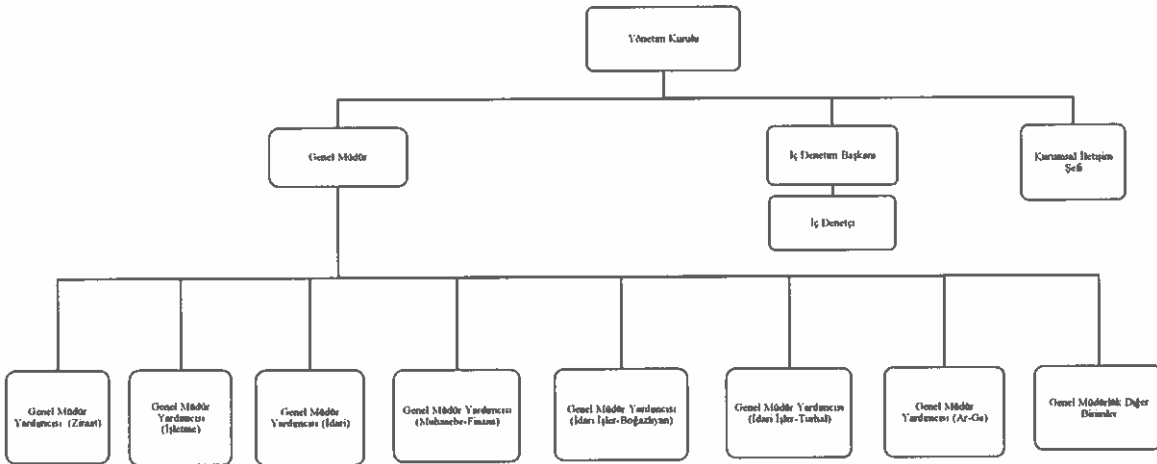 Yönetim Kurulu
Genel Müdür
İç Denetim Başkanı
Kurumsal İletişim
Şefi
İç Denetçi
Genel Müdür
Yardımcısı (Ziraat)
Genel Müdür
Yardımcısı
(İşletme)
Genel Müdür
Yardımcısı (İdari)
Genel Müdür Yardımcısı
(Muhasebe-Finans)
Genel Müdür Yardımcısı
(İdari İşler-Boğazlıyan)
Genel Müdür Yardımcısı
(İdari İşler-Turhal)
Genel Müdür
Yardımcısı (Ar-Ge)
Genel Müdürlük Diğer
Birimler